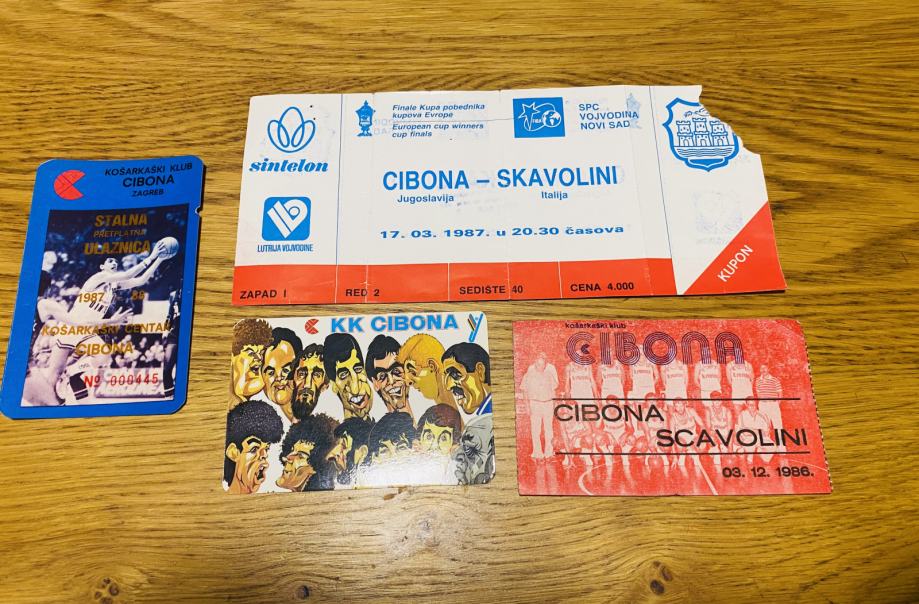 KOŠARKAŠKI KLUB
CIBONA
ZAGREB
STALNA
PRETPLATNA
ULAZNICA
1987
KOŠARKAŠKI CENTAR
CIBONA
Nº 000445
sintelon
LUTRIJA VOJVODINE
Finale Kupa pobednika
kupova Evrope
European cup winners
cup finals
SPC
VOJVODINA
NOVI SAD
CIBONA – SKAVOLINI
Jugoslavija Italija
17. 03. 1987. u 20.30 časova
ZAPAD I RED 2 SEDIŠTE 40 CENA 4.000
KUPON
KK CIBONA
košarkaški klub
CIBONA
CIBONA
SCAVOLINI
03. 12. 1986.